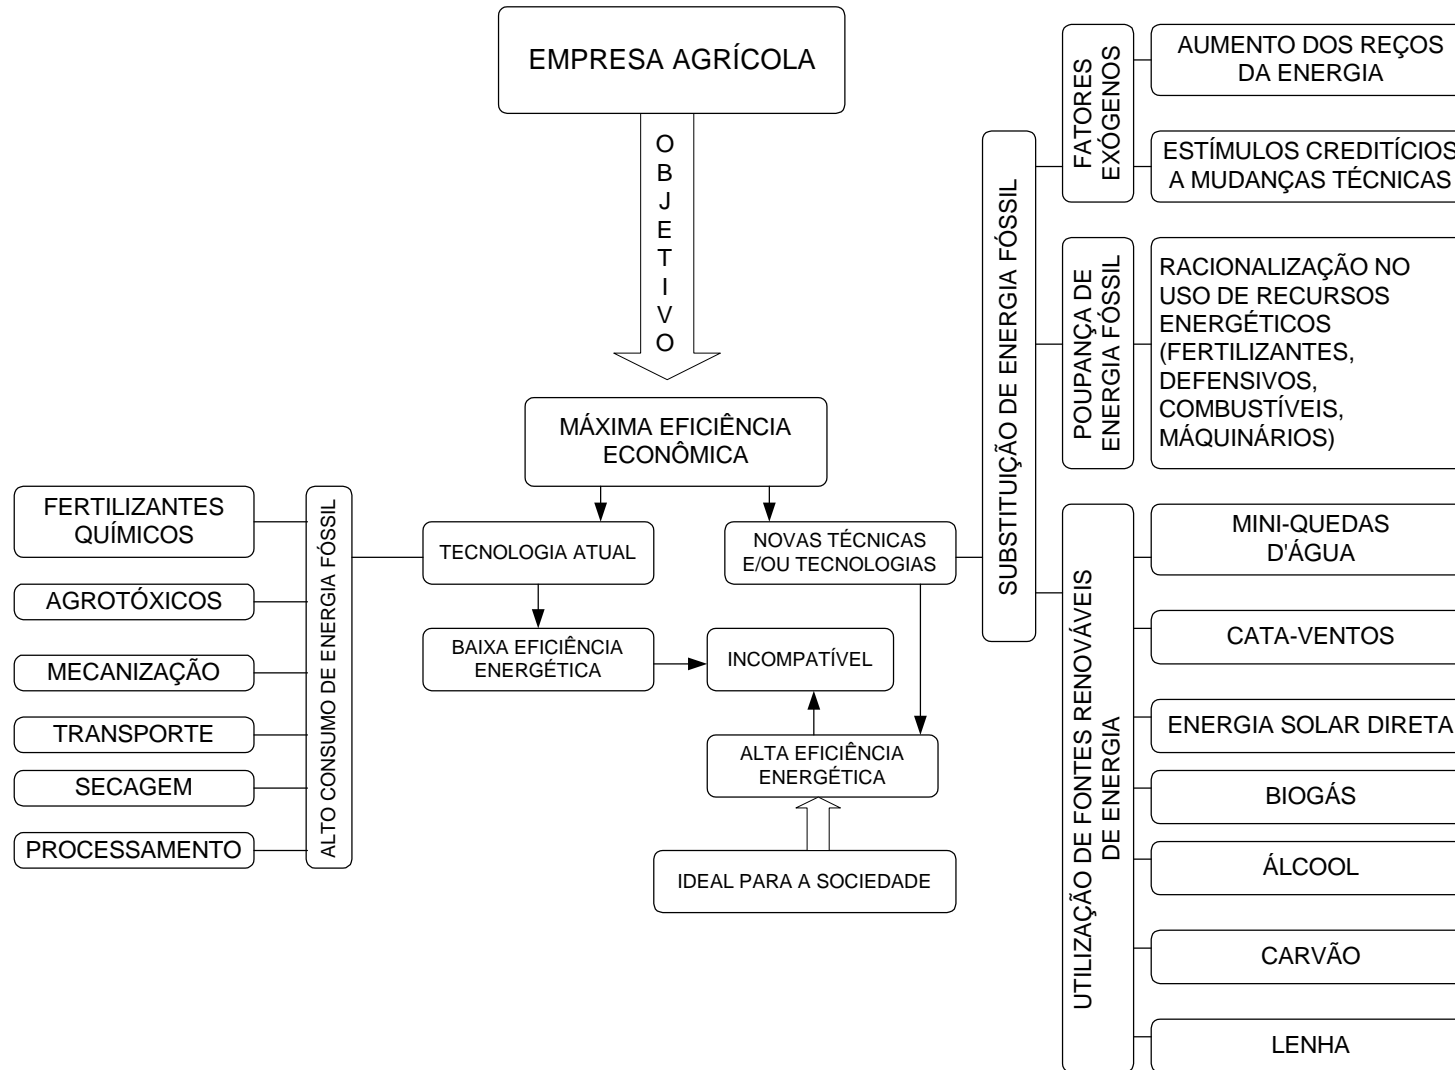 EMPRESA AGRÍCOLA
OBJETIVO
MÁXIMA EFICIÊNCIA
ECONÔMICA
TECNOLOGIA ATUAL
NOVAS TÉCNICAS
E/OU TECNOLOGIAS
BAIXA EFICIÊNCIA
ENERGÉTICA
INCOMPATÍVEL
ALTA EFICIÊNCIA
ENERGÉTICA
IDEAL PARA A SOCIEDADE
ALTO CONSUMO DE ENERGIA FÓSSIL
FERTILIZANTES
QUÍMICOS
AGROTÓXICOS
MECANIZAÇÃO
TRANSPORTE
SECAGEM
PROCESSAMENTO
SUBSTITUIÇÃO DE ENERGIA FÓSSIL
FATORES
EXÓGENOS
AUMENTO DOS REÇOS
DA ENERGIA
ESTÍMULOS CREDITÍCIOS
A MUDANÇAS TÉCNICAS
POUPANÇA DE
ENERGIA FÓSSIL
RACIONALIZAÇÃO NO
USO DE RECURSOS
ENERGÉTICOS
(FERTILIZANTES,
DEFENSIVOS,
COMBUSTÍVEIS,
MÁQUINÁRIOS)
UTILIZAÇÃO DE FONTES RENOVÁVEIS
DE ENERGIA
MINI-QUEDAS
D'ÁGUA
CATA-VENTOS
ENERGIA SOLAR DIRETA
BIOGÁS
ÁLCOOL
CARVÃO
LENHA